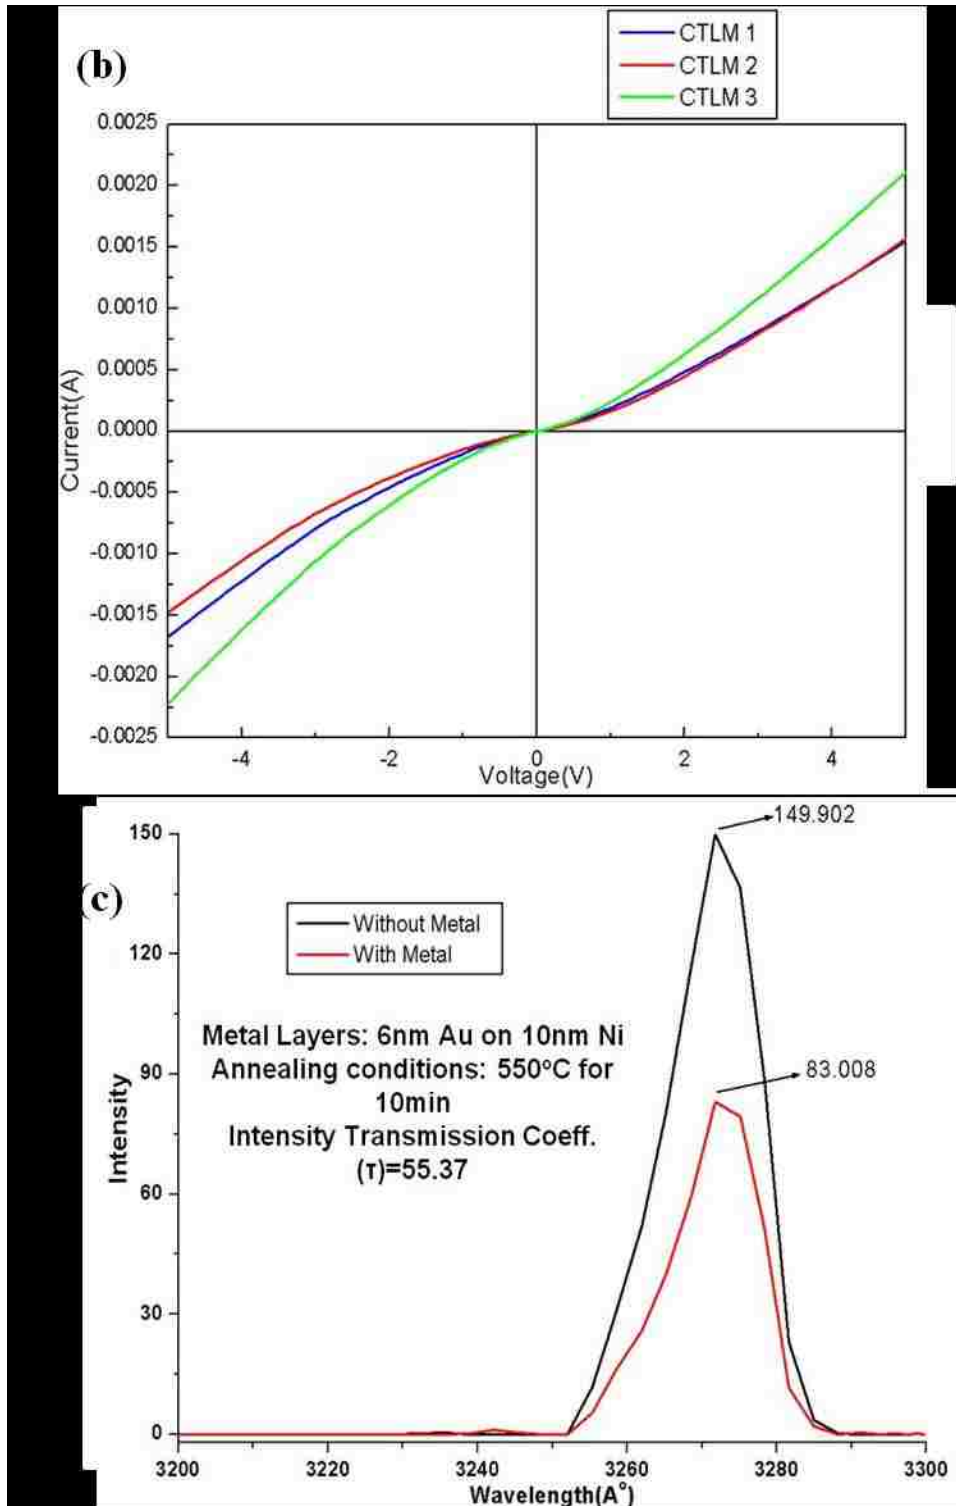 (b)
CTLM 1
CTLM 2
CTLM 3
0.0025
0.0020
0.0015
0.0010
0.0005
0.0000
-0.0005
-0.0010
-0.0015
-0.0020
-0.0025
Current(A)
-4
-2
0
2
4
Voltage(V)
(c)
149.902
150
120
90
60
30
0
Intensity
Without Metal
With Metal
Metal Layers: 6nm Au on 10nm Ni
Annealing conditions: 550°C for
10min
Intensity Transmission Coeff.
(τ)=55.37
83.008
3200
3220
3240
3260
3280
3300
Wavelength(A°)